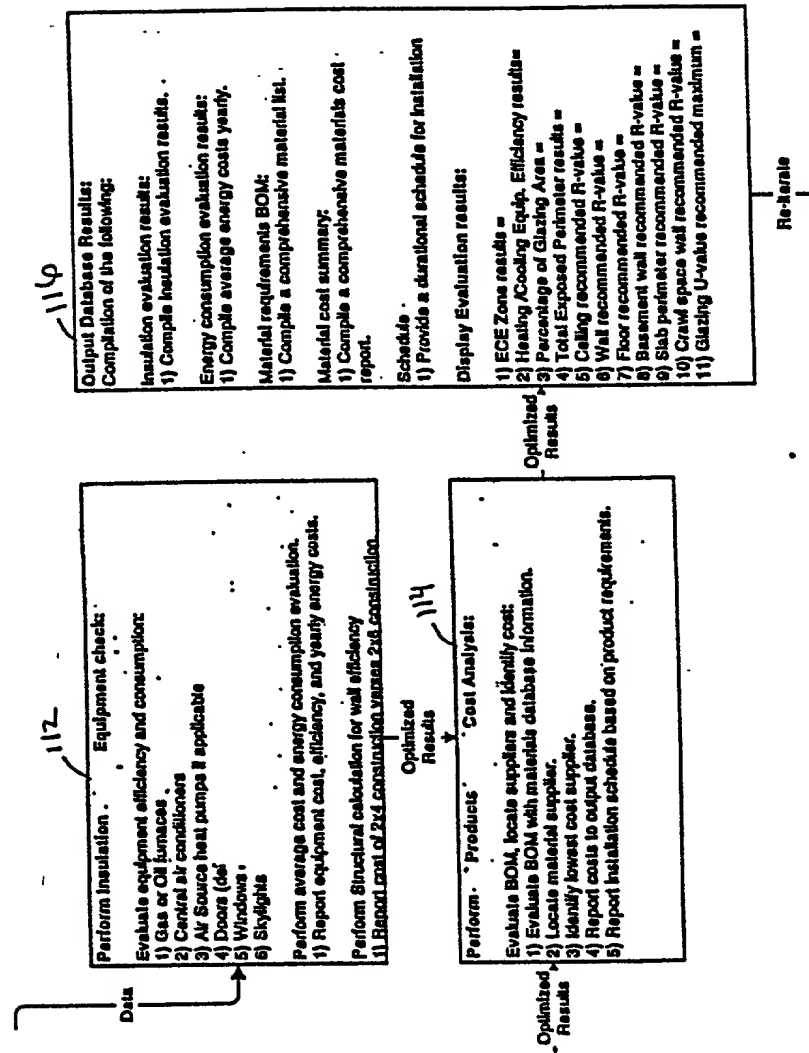 Data
112
Perform Insulation Equipment check:
Evaluate equipment efficiency and consumption:
1) Gas or Oil furnaces
2) Central air conditioners
3) Air Source heat pumps if applicable
4) Doors (def
5) Windows
6) Skylights
Perform average cost and energy consumption evaluation.
1) Report equipment cost, efficiency, and yearly energy costs.
Perform Structural calculation for wall efficiency
1) Report cost of 2x4 construction verses 2x6 construction
Optimized
Results
Optimized
Results
114
Perform Products Cost Analysis:
Evaluate BOM, locate suppliers and identify cost:
1) Evaluate BOM with materials database information.
2) Locate material supplier.
3) Identify lowest cost supplier.
4) Report costs to output database.
5) Report installation schedule based on product requirements.
Optimized
Results
116
Output Database Results:
Compilation of the following:
Insulation evaluation results:
1) Compile Insulation evaluation results.
Energy consumption evaluation results:
1) Compile average energy costs yearly.
Material requirments BOM:
1) Compile a comprehensive material list.
Material cost summary:
1) Compile a comprehensive materials cost
report.
Schedule
1) Provide a durational schedule for installation
Display Evaluation results:
1) ECE Zone results =
2) Heating /Cooling Equip. Efficiency results=
3) Percentage of Glazing Area =
4) Total Exposed Perimeter results =
5) Ceiling recommended R-value =
6) Wall recommended R-value =
7) Floor recommended R-value =
8) Basement wall recommended R-value =
9) Slab perimeter recommended R-value =
10) Crawl space wall recommended R-value =
11) Glazing U-value recommended maximum =
Re-iterate